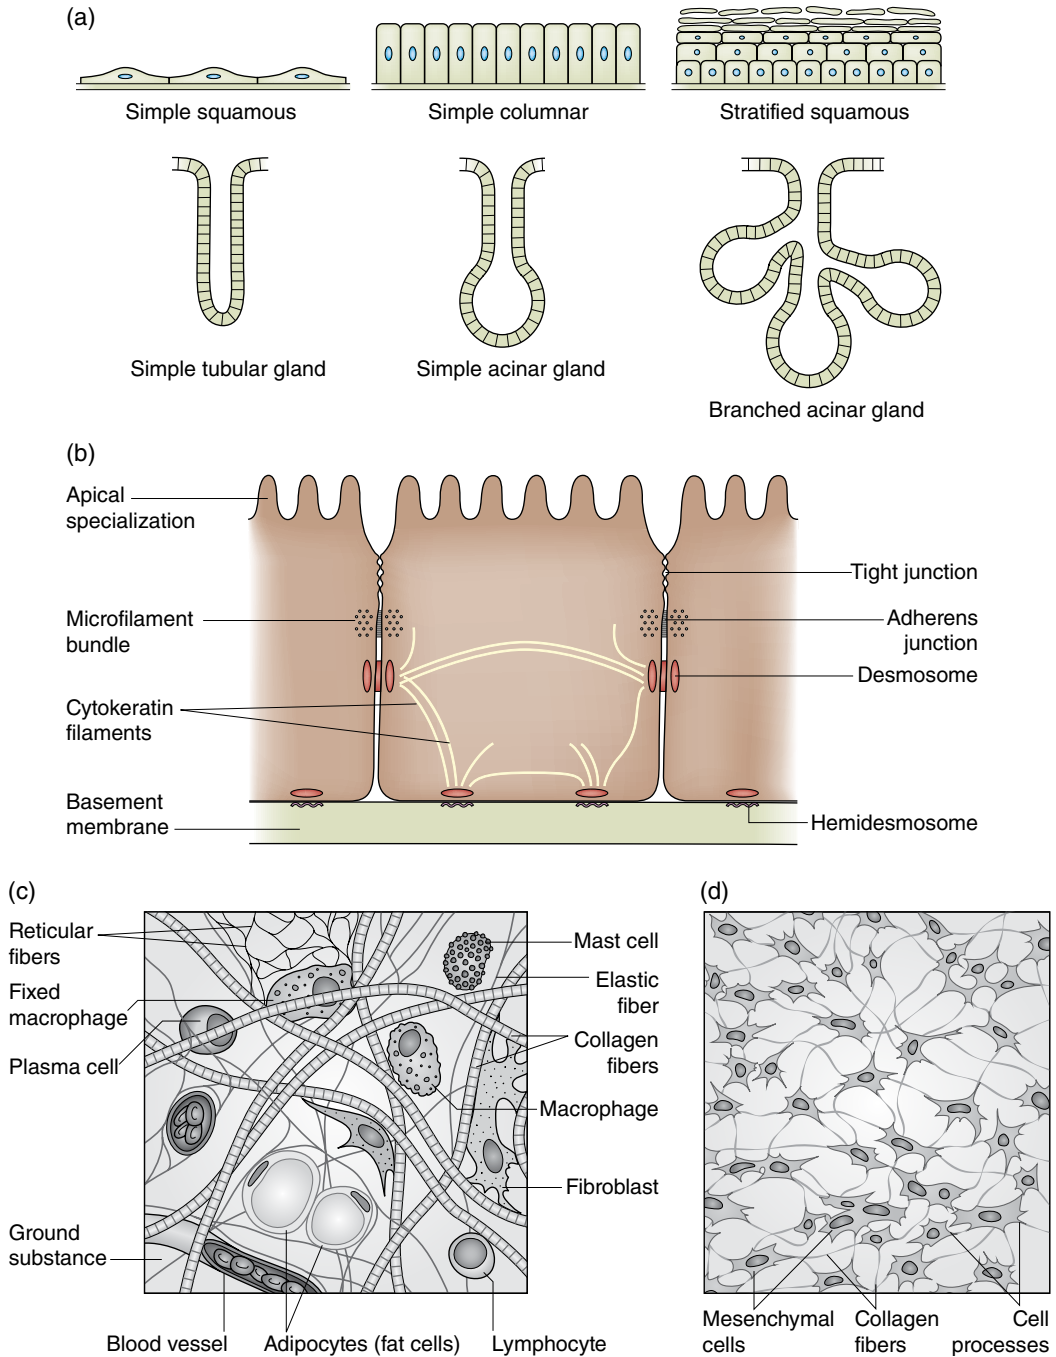 (a)
Simple squamous
Simple columnar
Stratified squamous
Simple tubular gland
Simple acinar gland
Branched acinar gland
(b)
Apical
specialization
Microfilament
bundle
Cytokeratin
filaments
Basement
membrane
Tight junction
Adherens
junction
Desmosome
Hemidesmosome
(c)
Reticular
fibers
Fixed
macrophage
Plasma cell
Ground
substance
Mast cell
Elastic
fiber
Collagen
fibers
Macrophage
Fibroblast
Blood vessel
Adipocytes (fat cells)
Lymphocyte
(d)
Mesenchymal
cells
Collagen
fibers
Cell
processes